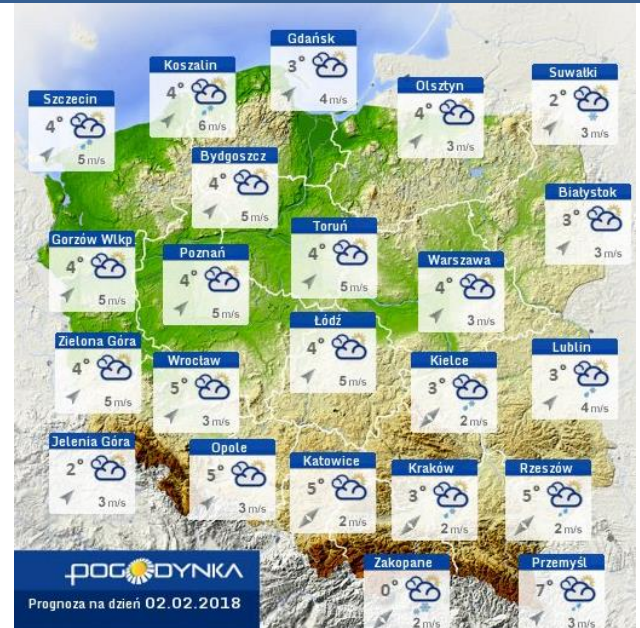 Gdańsk
3°
4 m/s
Koszalin
4°
6 m/s
Suwałki
2°
3 m/s
Olsztyn
4°
3 m/s
Szczecin
4°
5 m/s
Bydgoszcz
4°
5 m/s
Białystok
3°
3 m/s
Toruń
4°
5 m/s
Gorzów Wlkp
4°
5 m/s
Poznań
4°
5 m/s
Warszawa
4°
3 m/s
Łódź
4°
5 m/s
Zielona Góra
4°
5 m/s
Lublin
3°
4 m/s
Wrocław
5°
3 m/s
Kielce
3°
2 m/s
Jelenia Góra
2°
3 m/s
Opole
5°
3 m/s
Katowice
5°
2 m/s
Kraków
3°
2 m/s
Rzeszów
5°
2 m/s
Zakopane
0°
2 m/s
Przemyśl
7°
3 m/s
POGODYNKA
Prognoza na dzień 02.02.2018